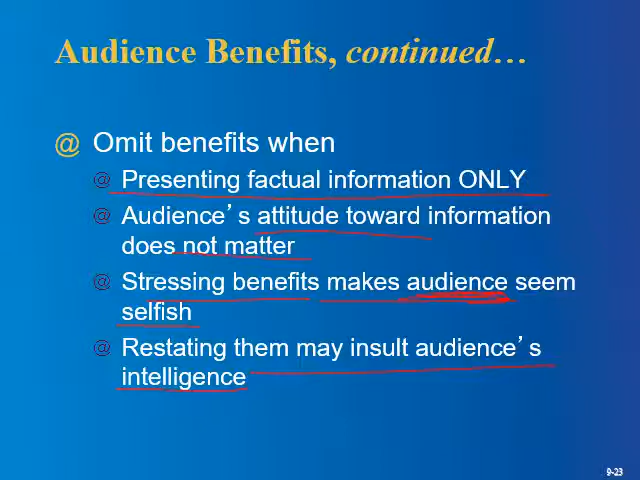 Audience Benefits, continued…
@ Omit benefits when
@ Presenting factual information ONLY
@ Audience’s attitude toward information
does not matter
@ Stressing benefits makes audience seem
selfish
@ Restating them may insult audience’s
intelligence
9-23